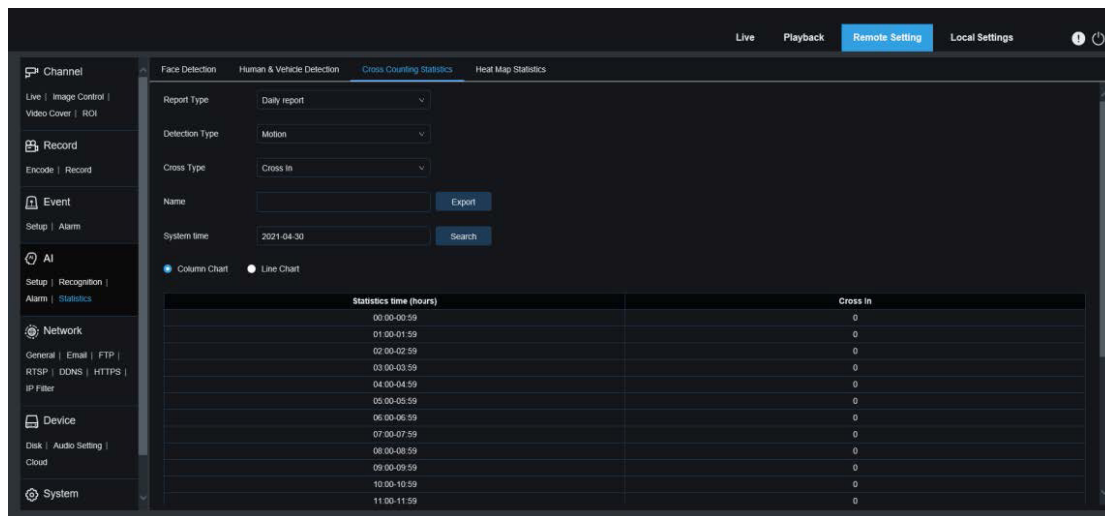 Live Playback Remote Setting Local Settings
Channel
Live | Image Control |
Video Cover | ROI
Record
Encode | Record
Event
Setup | Alarm
AI
Setup | Recognition |
Alarm | Statistics
Network
General | Email | FTP |
RTSP | DDNS | HTTPS |
IP Filter
Device
Disk | Audio Setting |
Cloud
System
Face Detection Human & Vehicle Detection Cross Counting Statistics Heat Map Statistics
Report Type Daily report
Detection Type Motion
Cross Type Cross In
Name Export
System time 2021-04-30 Search
Column Chart Line Chart
Statistics time (hours) Cross In
00:00-00:59 0
01:00-01:59 0
02:00-02:59 0
03:00-03:59 0
04:00-04:59 0
05:00-05:59 0
06:00-06:59 0
07:00-07:59 0
08:00-08:59 0
09:00-09:59 0
10:00-10:59 0
11:00-11:59 0